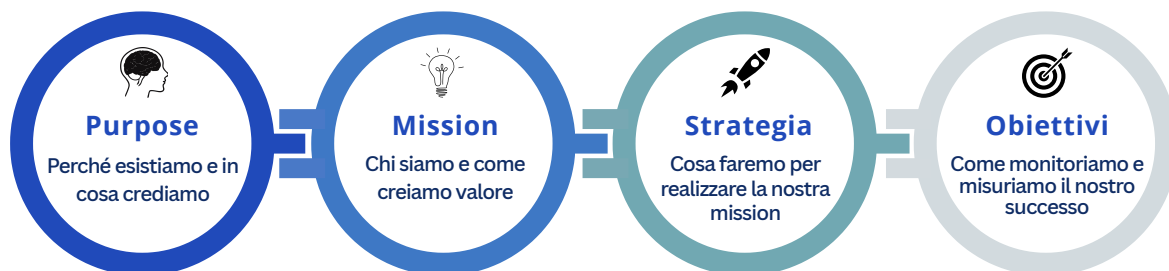 Purpose
Perché esistiamo e in
cosa crediamo
Mission
Chi siamo e come
creiamo valore
Strategia
Cosa faremo per
realizzare la nostra
mission
Obiettivi
Come monitoriamo e
misuriamo il nostro
successo